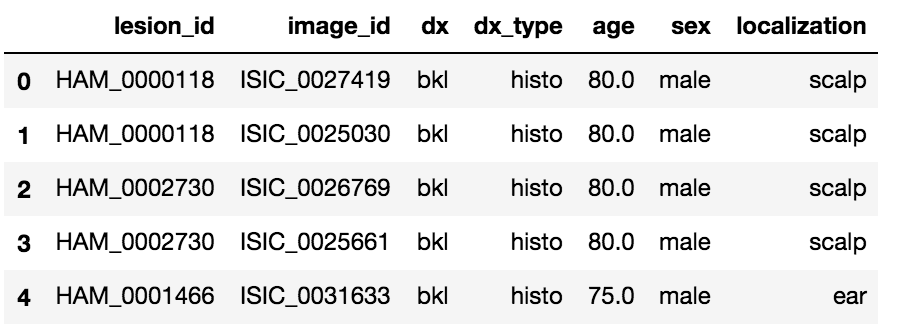 lesion_id image_id dx dx_type age sex localization
0 HAM_0000118 ISIC_0027419 bkl histo 80.0 male scalp
1 HAM_0000118 ISIC_0025030 bkl histo 80.0 male scalp
2 HAM_0002730 ISIC_0026769 bkl histo 80.0 male scalp
3 HAM_0002730 ISIC_0025661 bkl histo 80.0 male scalp
4 HAM_0001466 ISIC_0031633 bkl histo 75.0 male ear